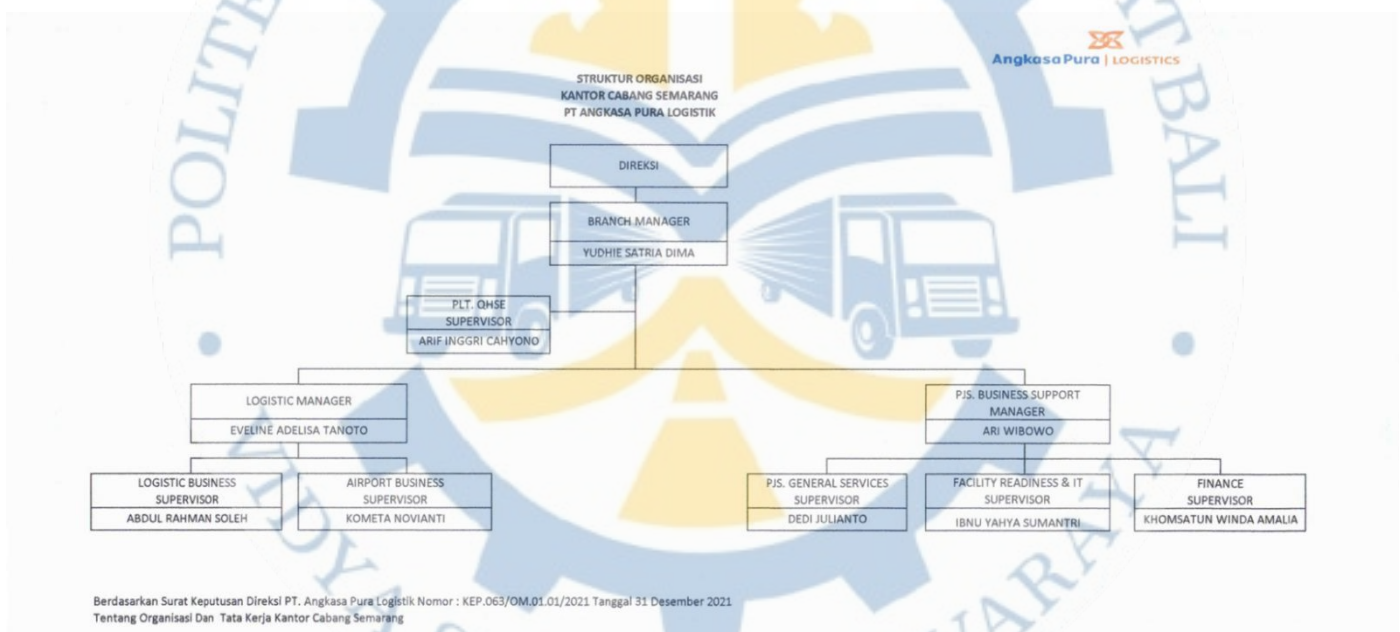 AngkasaPura | LOGISTICS
STRUKTUR ORGANISASI
KANTOR CABANG SEMARANG
PT ANGKASA PURA LOGISTIK
DIREKSI
BRANCH MANAGER
YUDHIE SATRIA DIMA
PLT. QHSE
SUPERVISOR
ARIF INGGRI CAHYONO
LOGISTIC MANAGER
EVELINE ADELISA TANOTO
PJS. BUSINESS SUPPORT
MANAGER
ARI WIBOWO
LOGISTIC BUSINESS
SUPERVISOR
ABDUL RAHMAN SOLEH
AIRPORT BUSINESS
SUPERVISOR
KOMETA NOVIANTI
PJS. GENERAL SERVICES
SUPERVISOR
DEDI JULIANTO
FACILITY READINESS & IT
SUPERVISOR
IBNU YAHYA SUMANTRI
FINANCE
SUPERVISOR
KHOMSATUN WINDA AMALIA
Berdasarkan Surat Keputusan Direksi PT. Angkasa Pura Logistik Nomor : KEP.063/OM.01.01/2021 Tanggal 31 Desember 2021
Tentang Organisasi Dan Tata Kerja Kantor Cabang Semarang
BALI